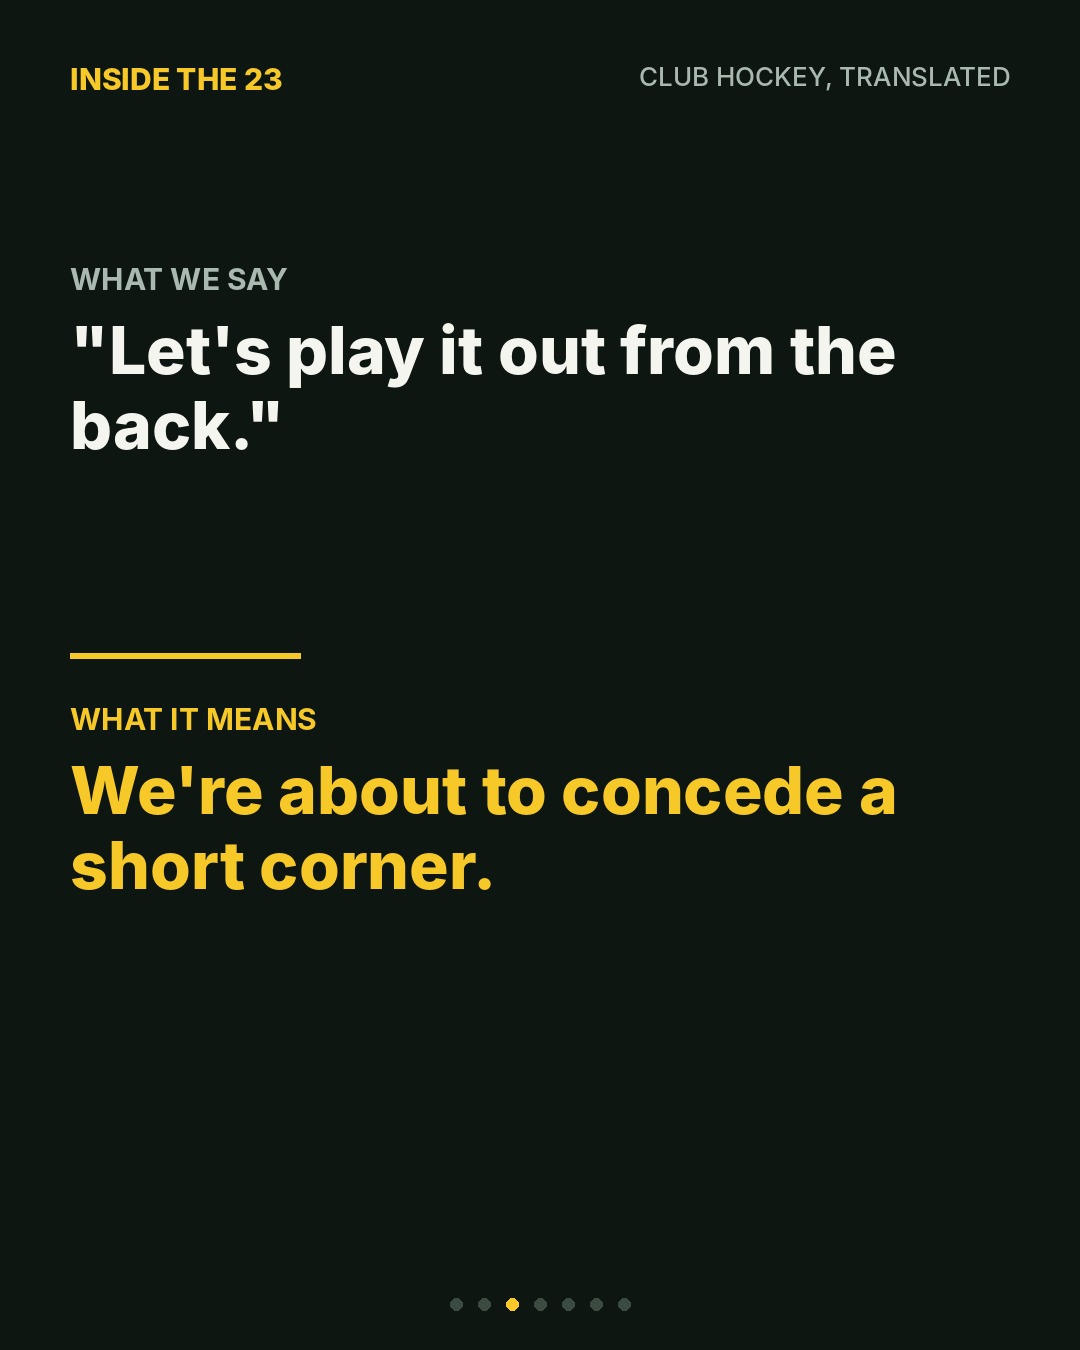 INSIDE THE 23
CLUB HOCKEY, TRANSLATED
WHAT WE SAY
"Let's play it out from the
back."
WHAT IT MEANS
We're about to concede a
short corner.